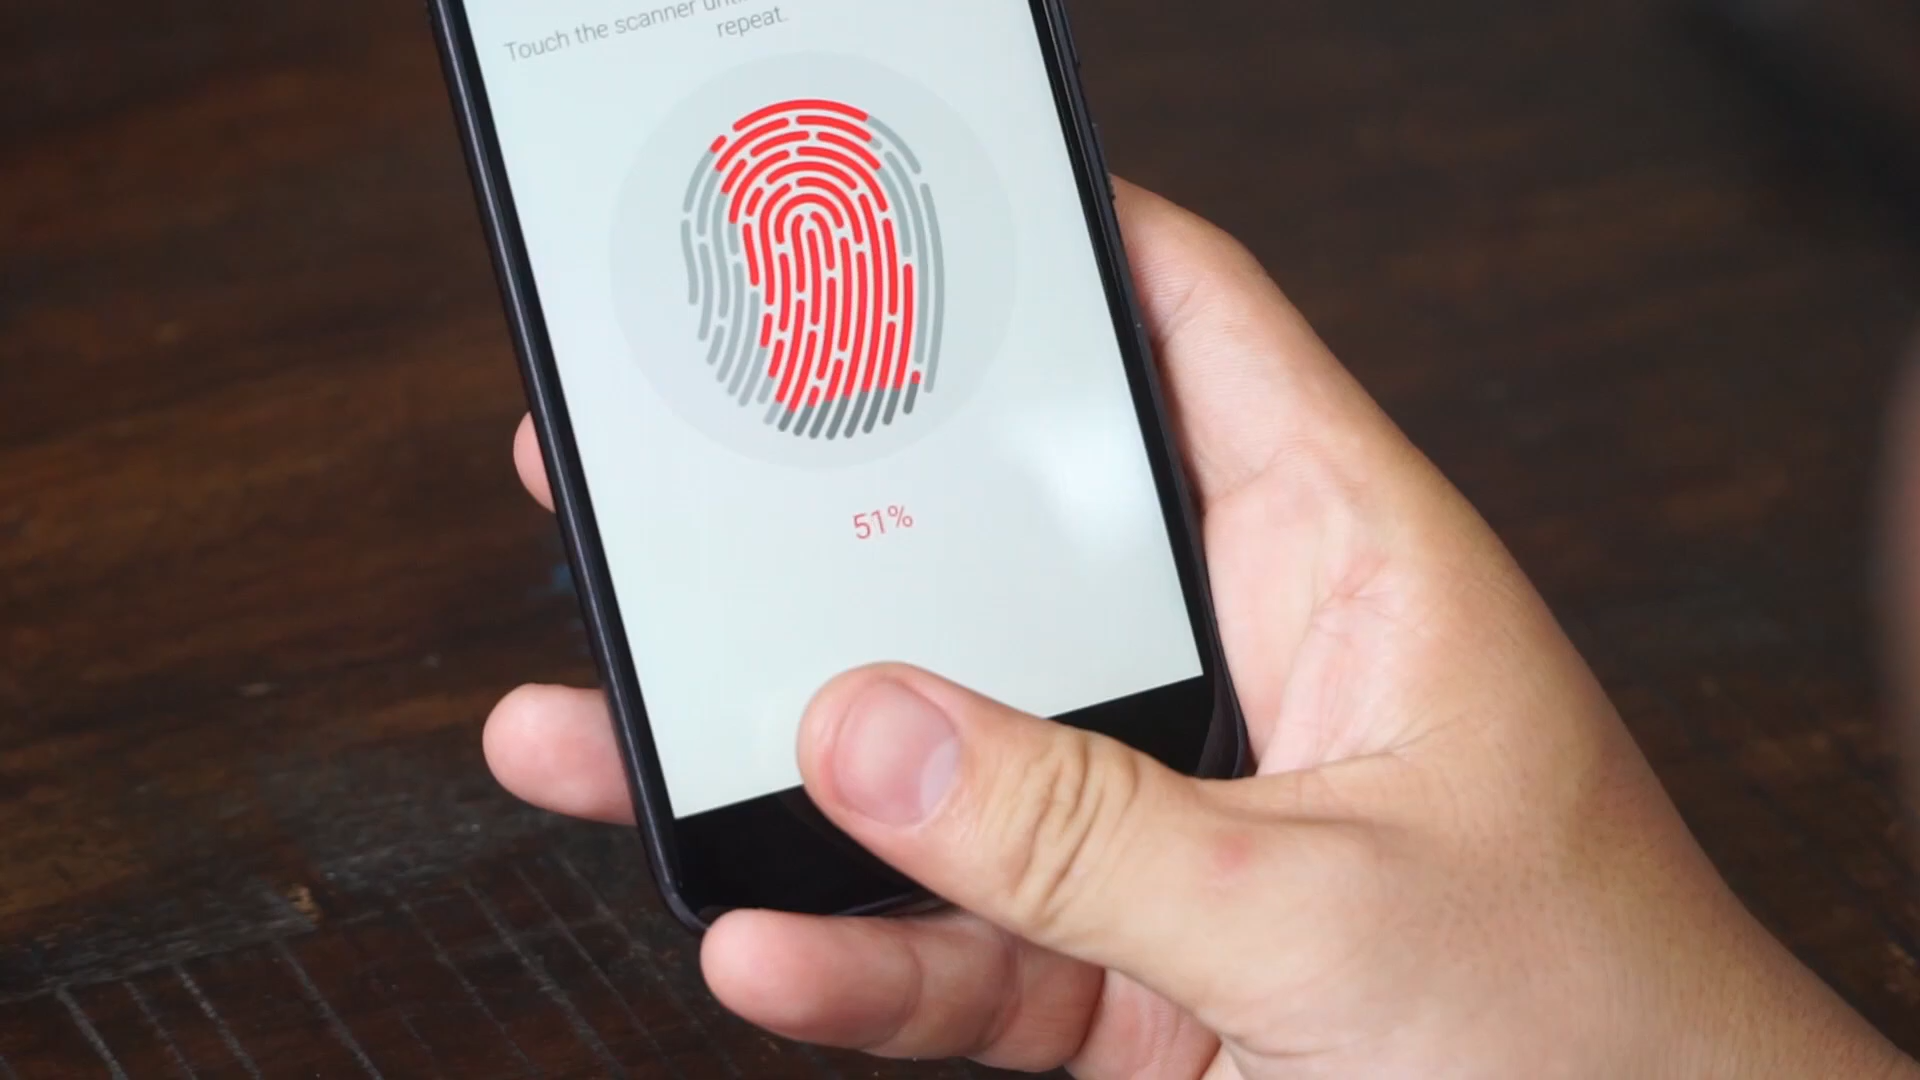 Touch the scanner
repeat.
51%